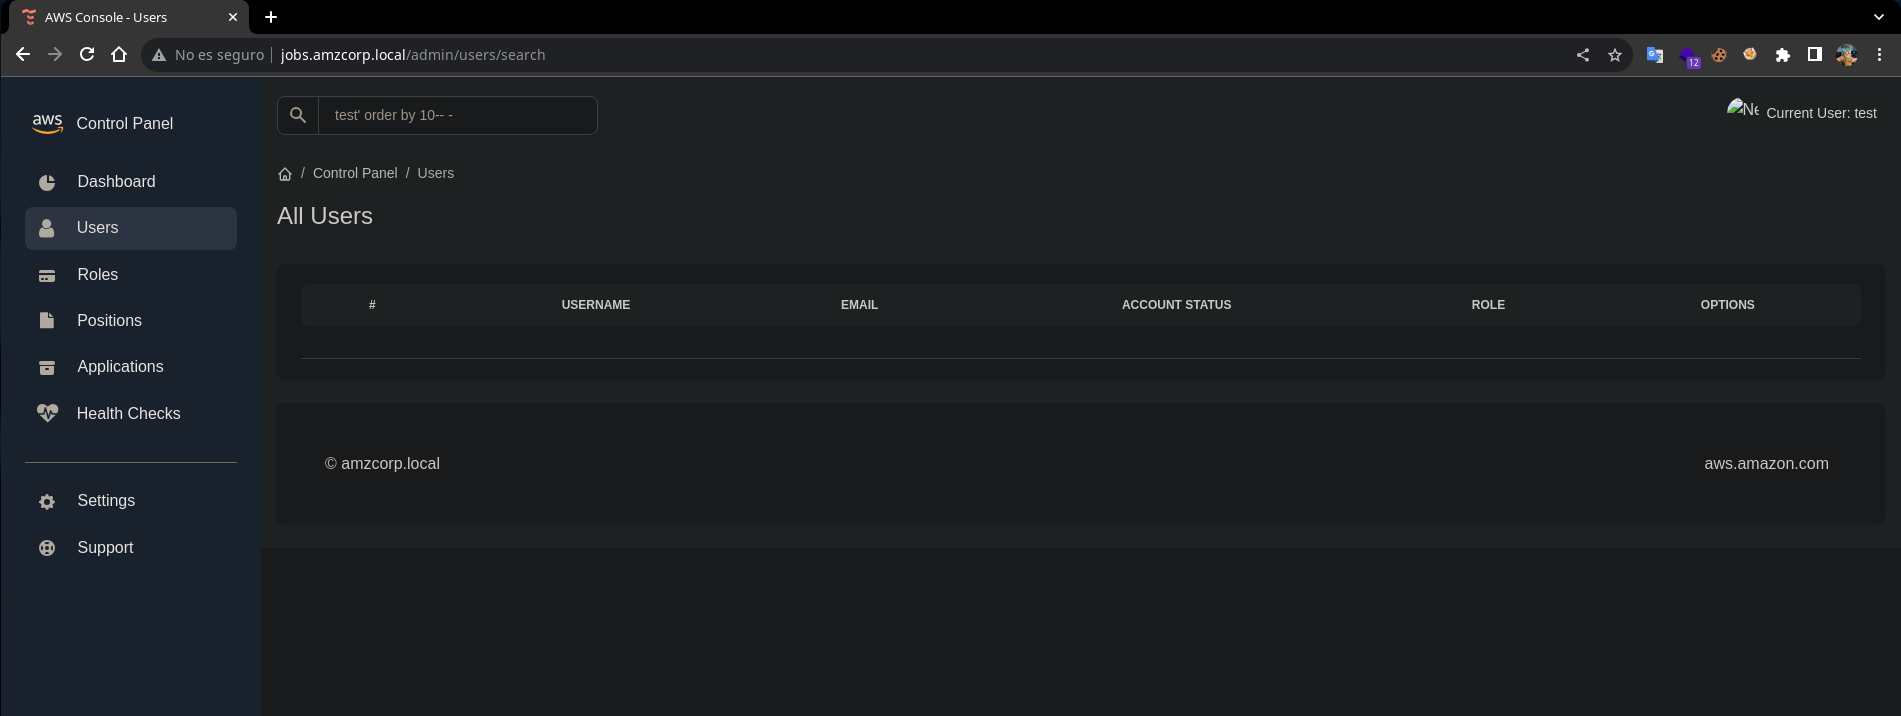 AWS Console - Users
No es seguro
jobs.amzcorp.local/admin/users/search
12
aws
Control Panel
Dashboard
Users
Roles
Positions
Applications
Health Checks
Settings
Support
test' order by 10-- -
Ne
Current User: test
/ Control Panel / Users
All Users
# USERNAME EMAIL ACCOUNT STATUS ROLE OPTIONS
© amzcorp.local
aws.amazon.com